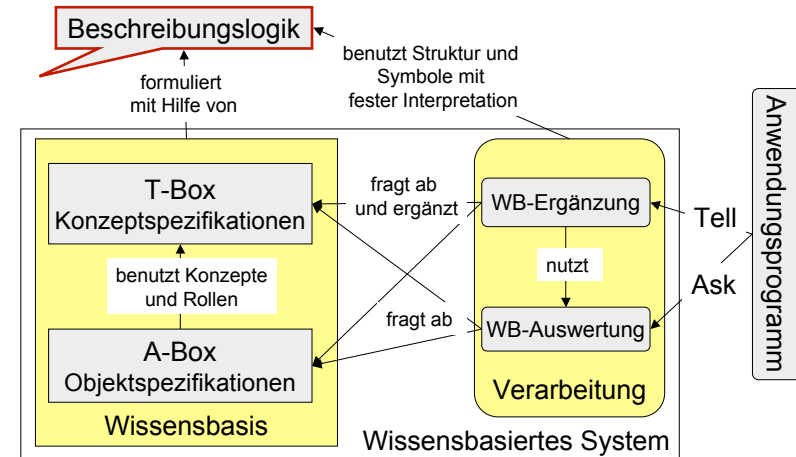 Beschreibungslogik
formuliert
mit Hilfe von
benutzt Struktur und
Symbole mit
fester Interpretation
T-Box
Konzeptspezifikationen
benutzt Konzepte
und Rollen
A-Box
Objektspezifikationen
Wissensbasis
fragt ab
und ergänzt
fragt ab
WB-Ergänzung
nutzt
WB-Auswertung
Verarbeitung
Wissensbasiertes System
Tell
Ask
Anwendungsprogramm